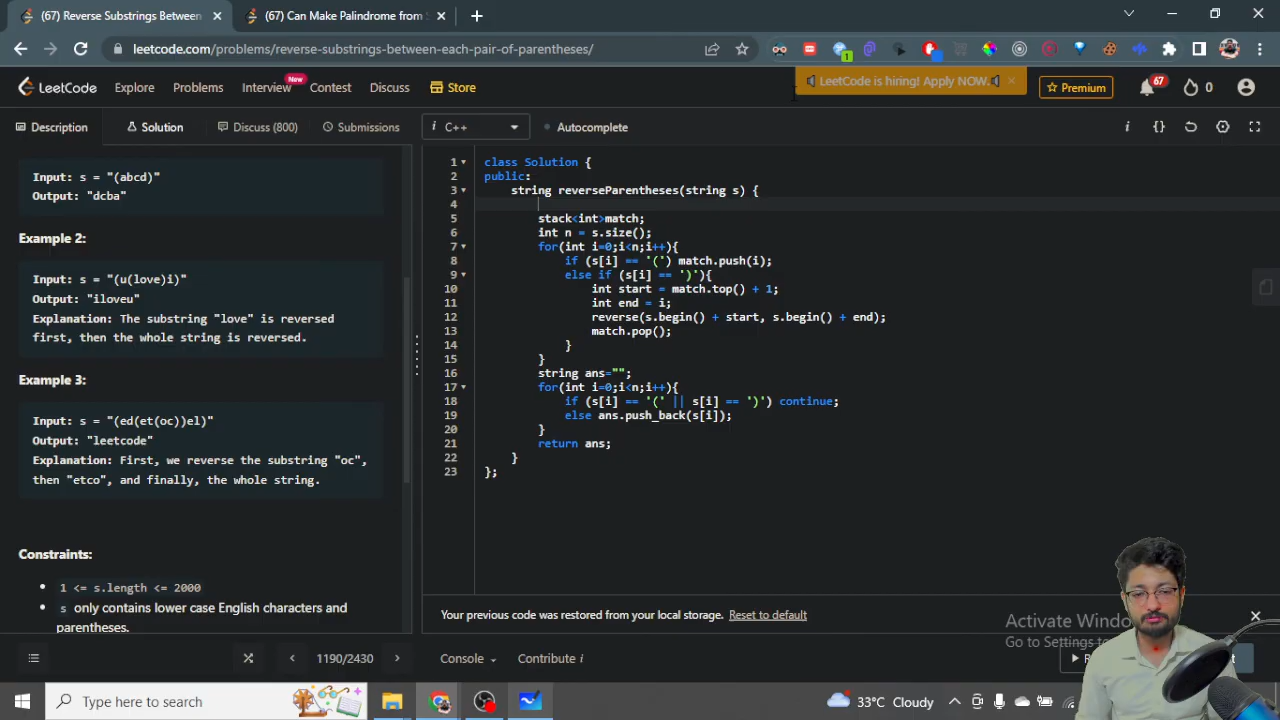 (67) Reverse Substrings Between
(67) Can Make Palindrome from S
leetcode.com/problems/reverse-substrings-between-each-pair-of-parentheses/
1
LeetCode
Explore
Problems
Interview
New
Contest
Discuss
Store
LeetCode is hiring! Apply NOW.
Premium
67
0
Description
Solution
Discuss (800)
Submissions
i C++
Autocomplete
Input: s = "(abcd)"
Output: "dcba"
Example 2:
Input: s = "(u(love)i)"
Output: "iloveu"
Explanation: The substring "love" is reversed
first, then the whole string is reversed.
Example 3:
Input: s = "(ed(et(oc))el)"
Output: "leetcode"
Explanation: First, we reverse the substring "oc",
then "etco", and finally, the whole string.
Constraints:
1 <= s.length <= 2000
s only contains lower case English characters and
parentheses.
1 class Solution {
2 public:
3 string reverseParentheses(string s) {
4
5 stack<int>match;
6 int n = s.size();
7 for(int i=0;i<n;i++){
8 if (s[i] == '(') match.push(i);
9 else if (s[i] == ')'){
10 int start = match.top() + 1;
11 int end = i;
12 reverse(s.begin() + start, s.begin() + end);
13 match.pop();
14 }
15 }
16 string ans="";
17 for(int i=0;i<n;i++){
18 if (s[i] == '(' || s[i] == ')') continue;
19 else ans.push_back(s[i]);
20 }
21 return ans;
22 }
23 };
Your previous code was restored from your local storage. Reset to default
Activate Windo
Go to Settings to
1190/2430
Console
Contribute i
Type here to search
33°C Cloudy